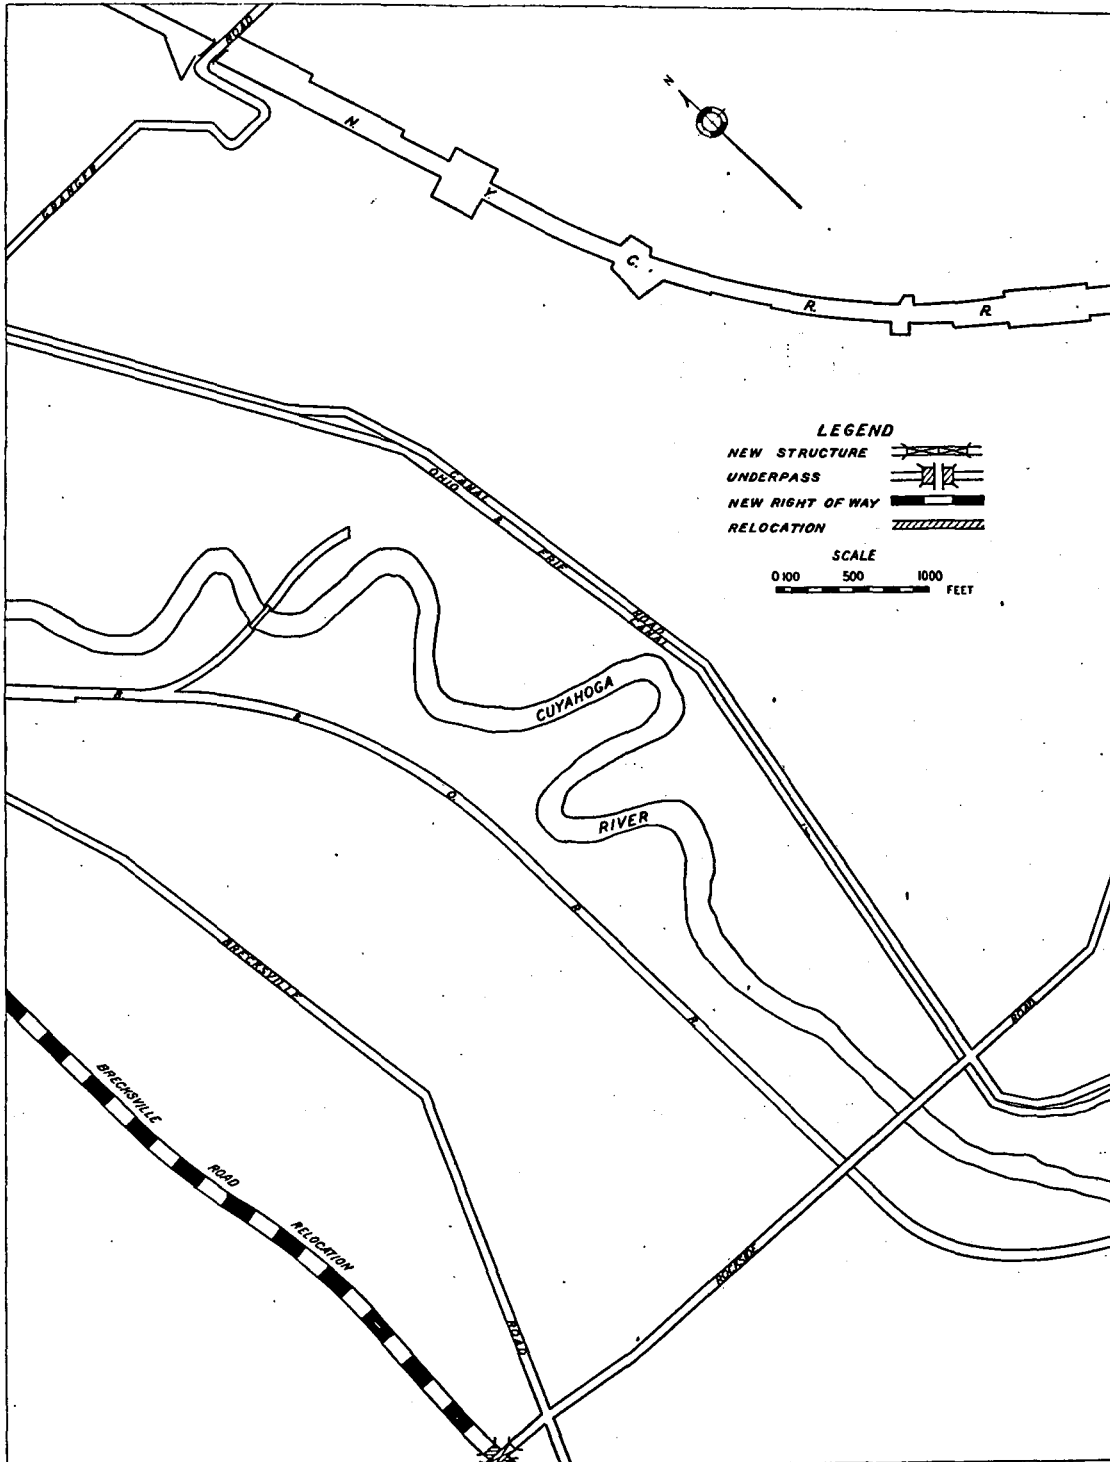 ROAD
GRANGER
N.
Y.
C.
R.
R.
N
LEGEND
NEW STRUCTURE
UNDERPASS
NEW RIGHT OF WAY
RELOCATION
SCALE
0 100 500 1000
FEET
CANAL ROAD
OHIO & ERIE CANAL
CUYAHOGA
RIVER
B.
&
O.
R.
R.
BRECKSVILLE
ROAD
BRECKSVILLE
ROAD
RELOCATION
ROCKSIDE
ROAD